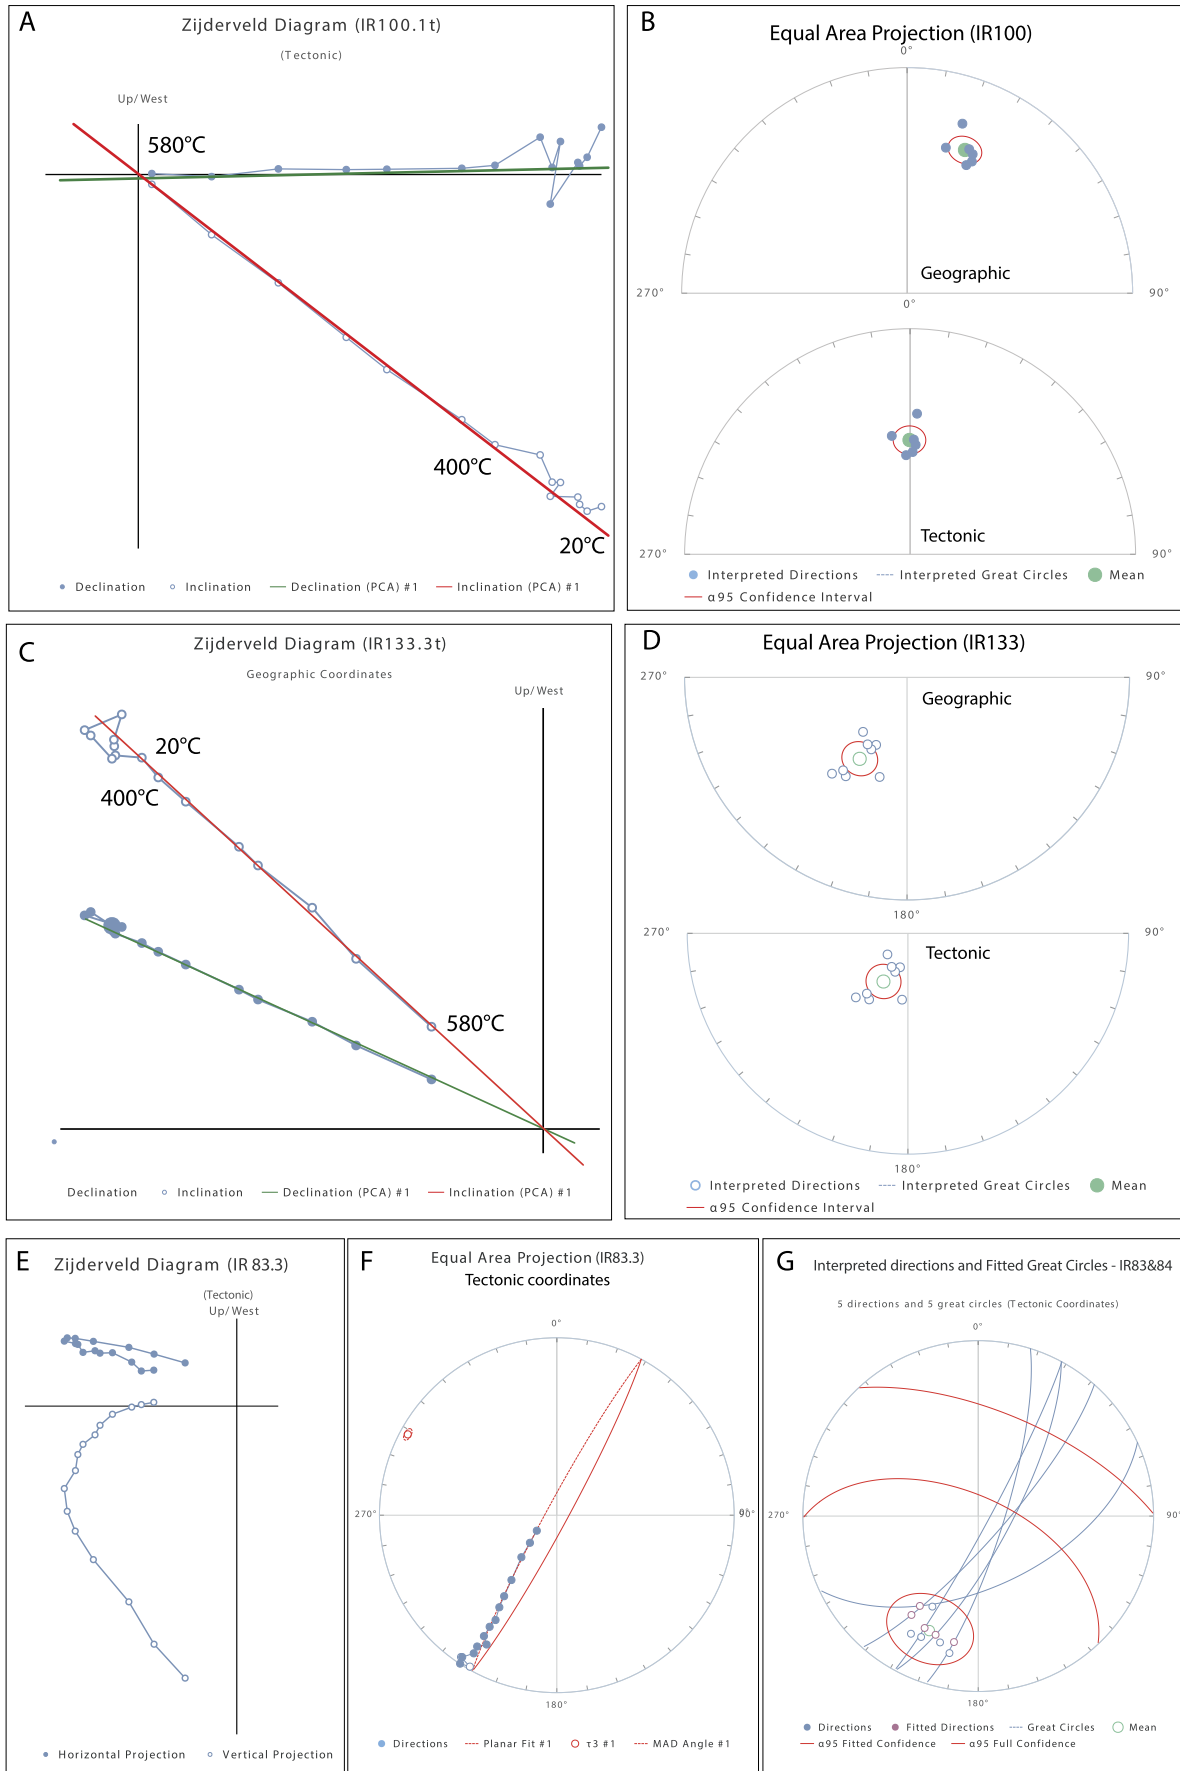 A
Zijderveld Diagram (IR100.1t)
(Tectonic)
Up/West
580°C
400°C
20°C
Declination
Inclination
Declination (PCA) #1
Inclination (PCA) #1
B
Equal Area Projection (IR100)
0°
Geographic
270°
90°
0°
Tectonic
270°
90°
Interpreted Directions
Interpreted Great Circles
Mean
α95 Confidence Interval
C
Zijderveld Diagram (IR133.3t)
Geographic Coordinates
Up/West
20°C
400°C
580°C
Declination
Inclination
Declination (PCA) #1
Inclination (PCA) #1
D
Equal Area Projection (IR133)
270°
90°
Geographic
180°
270°
90°
Tectonic
180°
Interpreted Directions
Interpreted Great Circles
Mean
α95 Confidence Interval
E
Zijderveld Diagram (IR 83.3)
(Tectonic)
Up/West
Horizontal Projection
Vertical Projection
F
Equal Area Projection (IR83.3)
Tectonic coordinates
0°
270°
90°
180°
Directions
Planar Fit #1
τ3 #1
MAD Angle #1
G
Interpreted directions and Fitted Great Circles - IR83&84
5 directions and 5 great circles (Tectonic Coordinates)
0°
270°
90°
180°
Directions
Fitted Directions
Great Circles
Mean
α95 Fitted Confidence
α95 Full Confidence